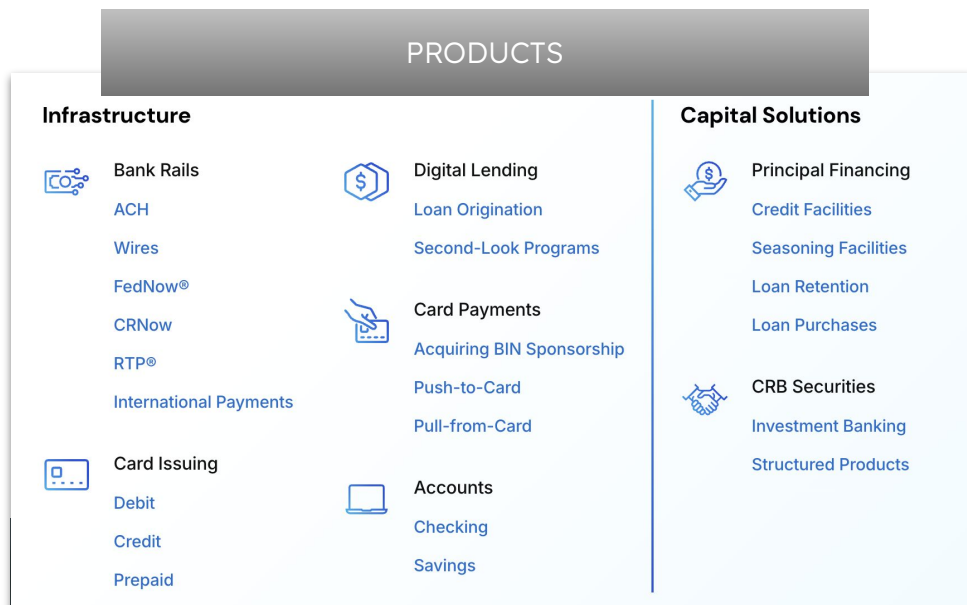 PRODUCTS
Infrastructure
Bank Rails
ACH
Wires
FedNow®
CRNow
RTP®
International Payments
Card Issuing
Debit
Credit
Prepaid
Digital Lending
Loan Origination
Second-Look Programs
Card Payments
Acquiring BIN Sponsorship
Push-to-Card
Pull-from-Card
Accounts
Checking
Savings
Capital Solutions
Principal Financing
Credit Facilities
Seasoning Facilities
Loan Retention
Loan Purchases
CRB Securities
Investment Banking
Structured Products